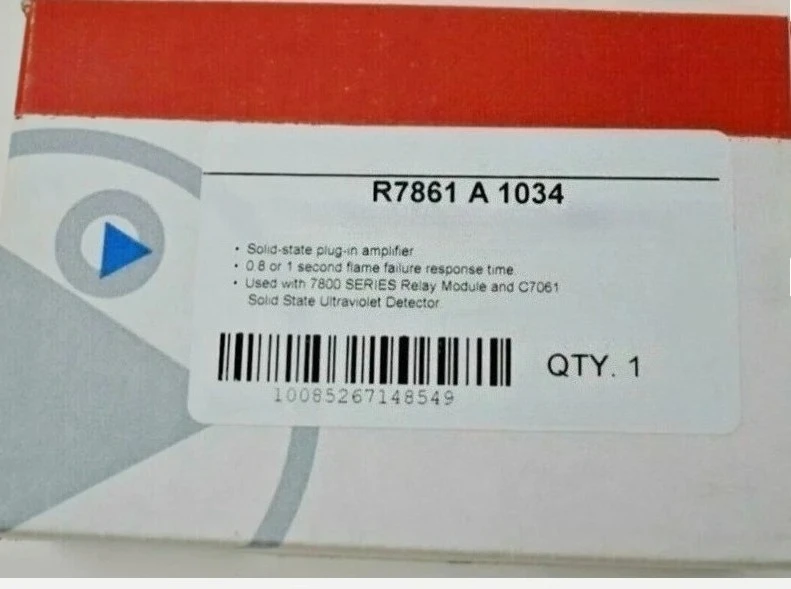 R7861 A 1034
• Solid-state plug-in amplifier
• 0.8 or 1 second flame failure response time.
• Used with 7800 SERIES Relay Module and C7061
Solid State Ultraviolet Detector.
QTY. 1
10085267148549